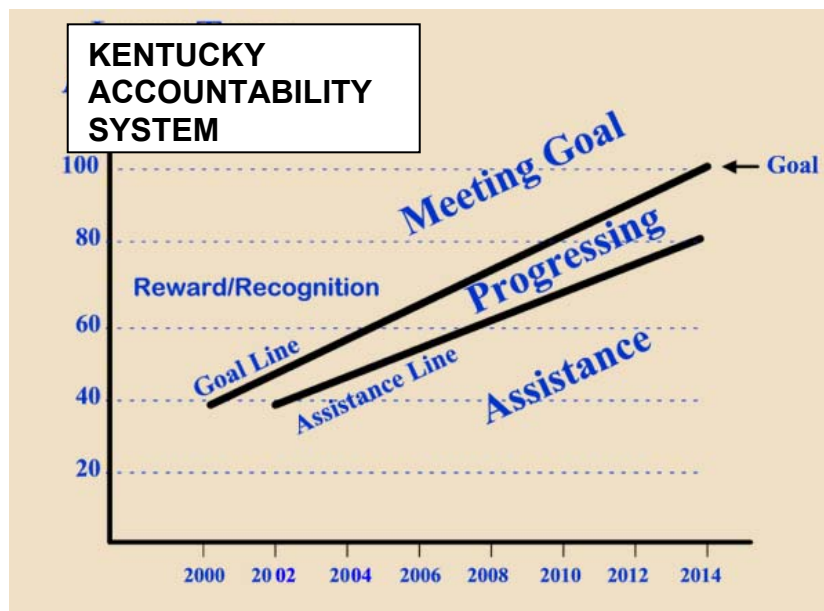 KENTUCKY
ACCOUNTABILITY
SYSTEM
100
Goal
Meeting Goal
80
Progressing
Reward/Recognition
60
Goal Line
Assistance Line
Assistance
40
20
2000 2002 2004 2006 2008 2010 2012 2014